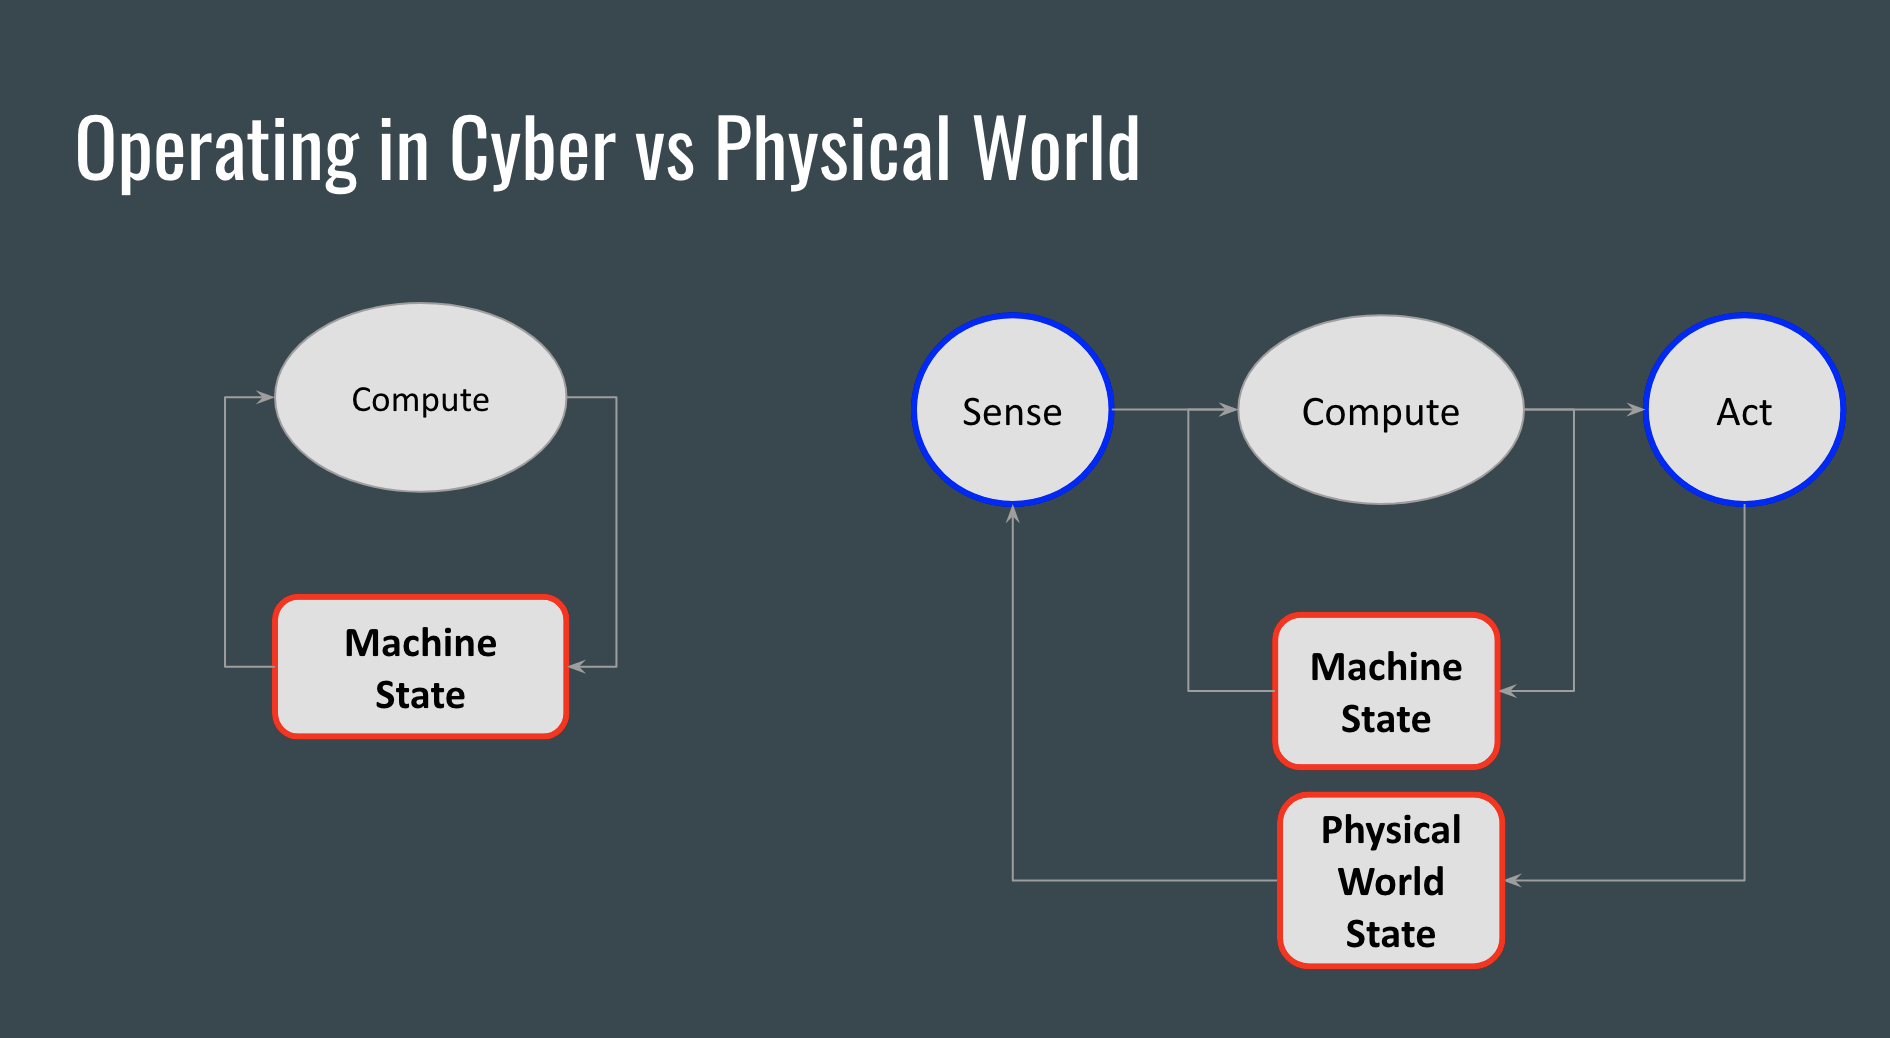 Operating in Cyber vs Physical World
Compute
Machine
State
Sense
Compute
Act
Machine
State
Physical
World
State